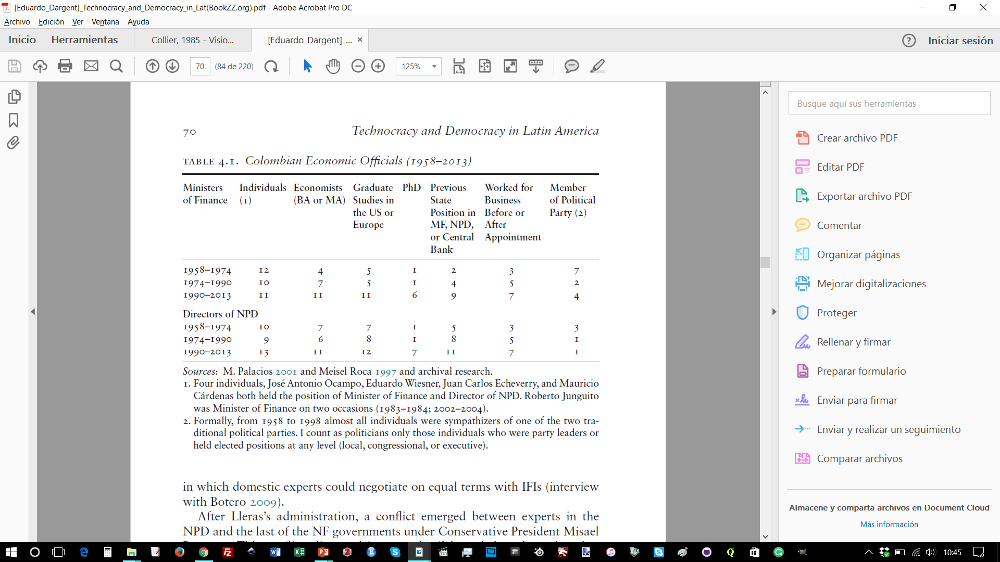 [Eduardo_Dargent]_Technocracy_and_Democracy_in_Lat(BookZZ.org).pdf - Adobe Acrobat Pro DC
Archivo Edición Ver Ventana Ayuda
Inicio Herramientas Collier, 1985 - Visio... [Eduardo_Dargent]_... × Iniciar sesión
70 (84 de 220) 125%
Busque aquí sus herramientas
Crear archivo PDF
Editar PDF
Exportar archivo PDF
Comentar
Organizar páginas
Mejorar digitalizaciones
Proteger
Rellenar y firmar
Preparar formulario
Enviar para firmar
Enviar y realizar un seguimiento
Comparar archivos
Almacene y comparta archivos en Document Cloud
Más información
70 Technocracy and Democracy in Latin America
TABLE 4.1. Colombian Economic Officials (1958–2013)
Ministers Individuals Economists Graduate PhD Previous Worked for Member
of Finance (1) (BA or MA) Studies in State Business of Political
the US or Position in Before or Party (2)
Europe MF, NPD, After
or Central Appointment
Bank
1958–1974 12 4 5 1 2 3 7
1974–1990 10 7 5 1 4 5 2
1990–2013 11 11 11 6 9 7 4
Directors of NPD
1958–1974 10 7 7 1 5 3 3
1974–1990 9 6 8 1 8 5 1
1990–2013 13 11 12 7 11 7 1
Sources: M. Palacios 2001 and Meisel Roca 1997 and archival research.
1. Four individuals, José Antonio Ocampo, Eduardo Wiesner, Juan Carlos Echeverry, and Mauricio
Cárdenas both held the position of Minister of Finance and Director of NPD. Roberto Junguito
was Minister of Finance on two occasions (1983–1984; 2002–2004).
2. Formally, from 1958 to 1998 almost all individuals were sympathizers of one of the two tra-
ditional political parties. I count as politicians only those individuals who were party leaders or
held elected positions at any level (local, congressional, or executive).
in which domestic experts could negotiate on equal terms with IFIs (interview
with Botero 2009).
After Lleras's administration, a conflict emerged between experts in the
NPD and the last of the NF governments under Conservative President Misael
10:45